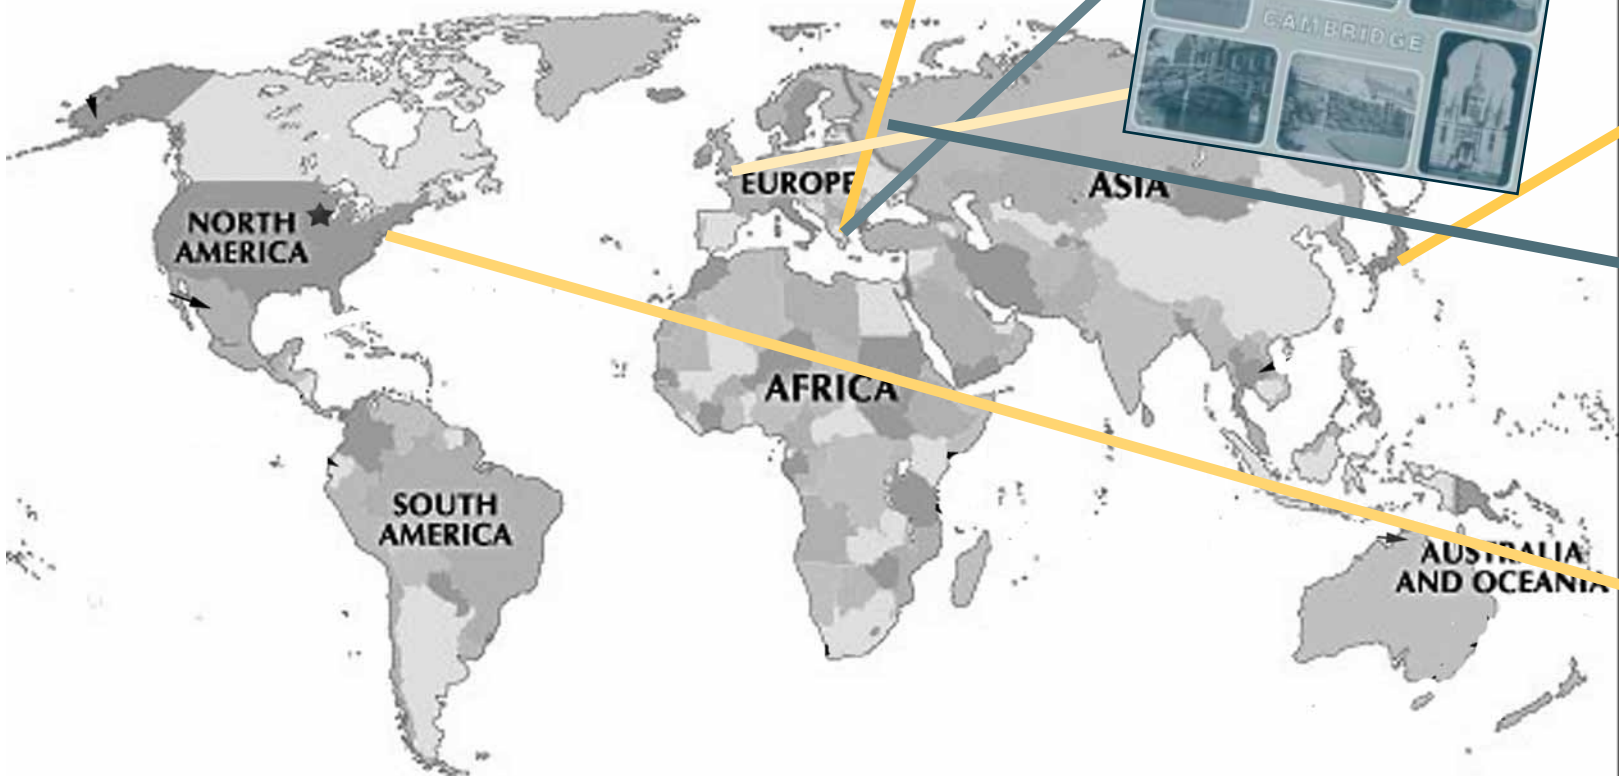 CAMBRIDGE
EUROPE
ASIA
NORTH
AMERICA
AFRICA
SOUTH
AMERICA
AUSTRALIA
AND OCEANIA